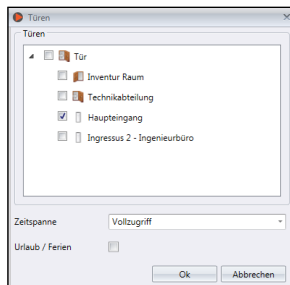 Türen
Türen
Tür
Inventur Raum
Technikabteilung
Haupteingang
Ingressus 2 - Ingenieurbüro
Zeitspanne Vollzugriff
Urlaub / Ferien
Ok Abbrechen